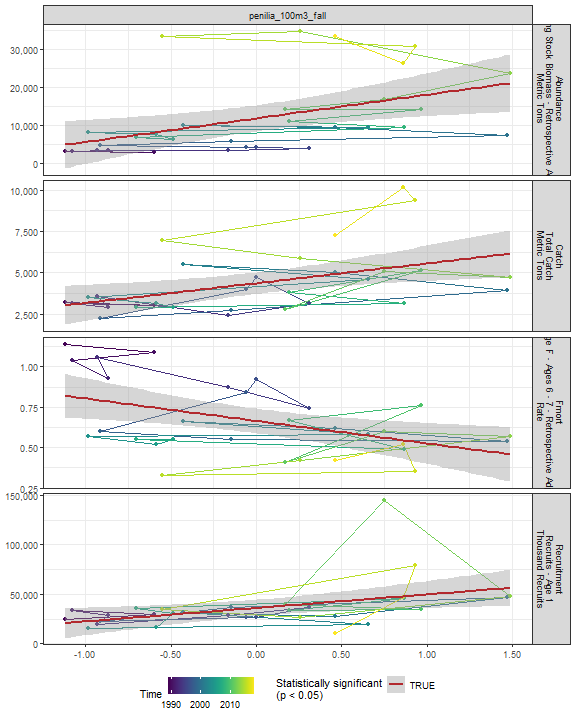 penilia_100m3_fall
30,000
20,000
10,000
0
Abundance
ng Stock Biomass - Retrospective A
Metric Tons
10,000
7,500
5,000
2,500
Catch
Total Catch
Metric Tons
1.00
0.75
0.50
0.25
Fmort
e F - Ages 6 - 7 - Retrospective Ad
Rate
150,000
100,000
50,000
0
Recruitment
Recruits - Age 1
Thousand Recruits
-1.00 -0.50 0.00 0.50 1.00 1.50
Time
1990 2000 2010
Statistically significant
(p < 0.05)
TRUE